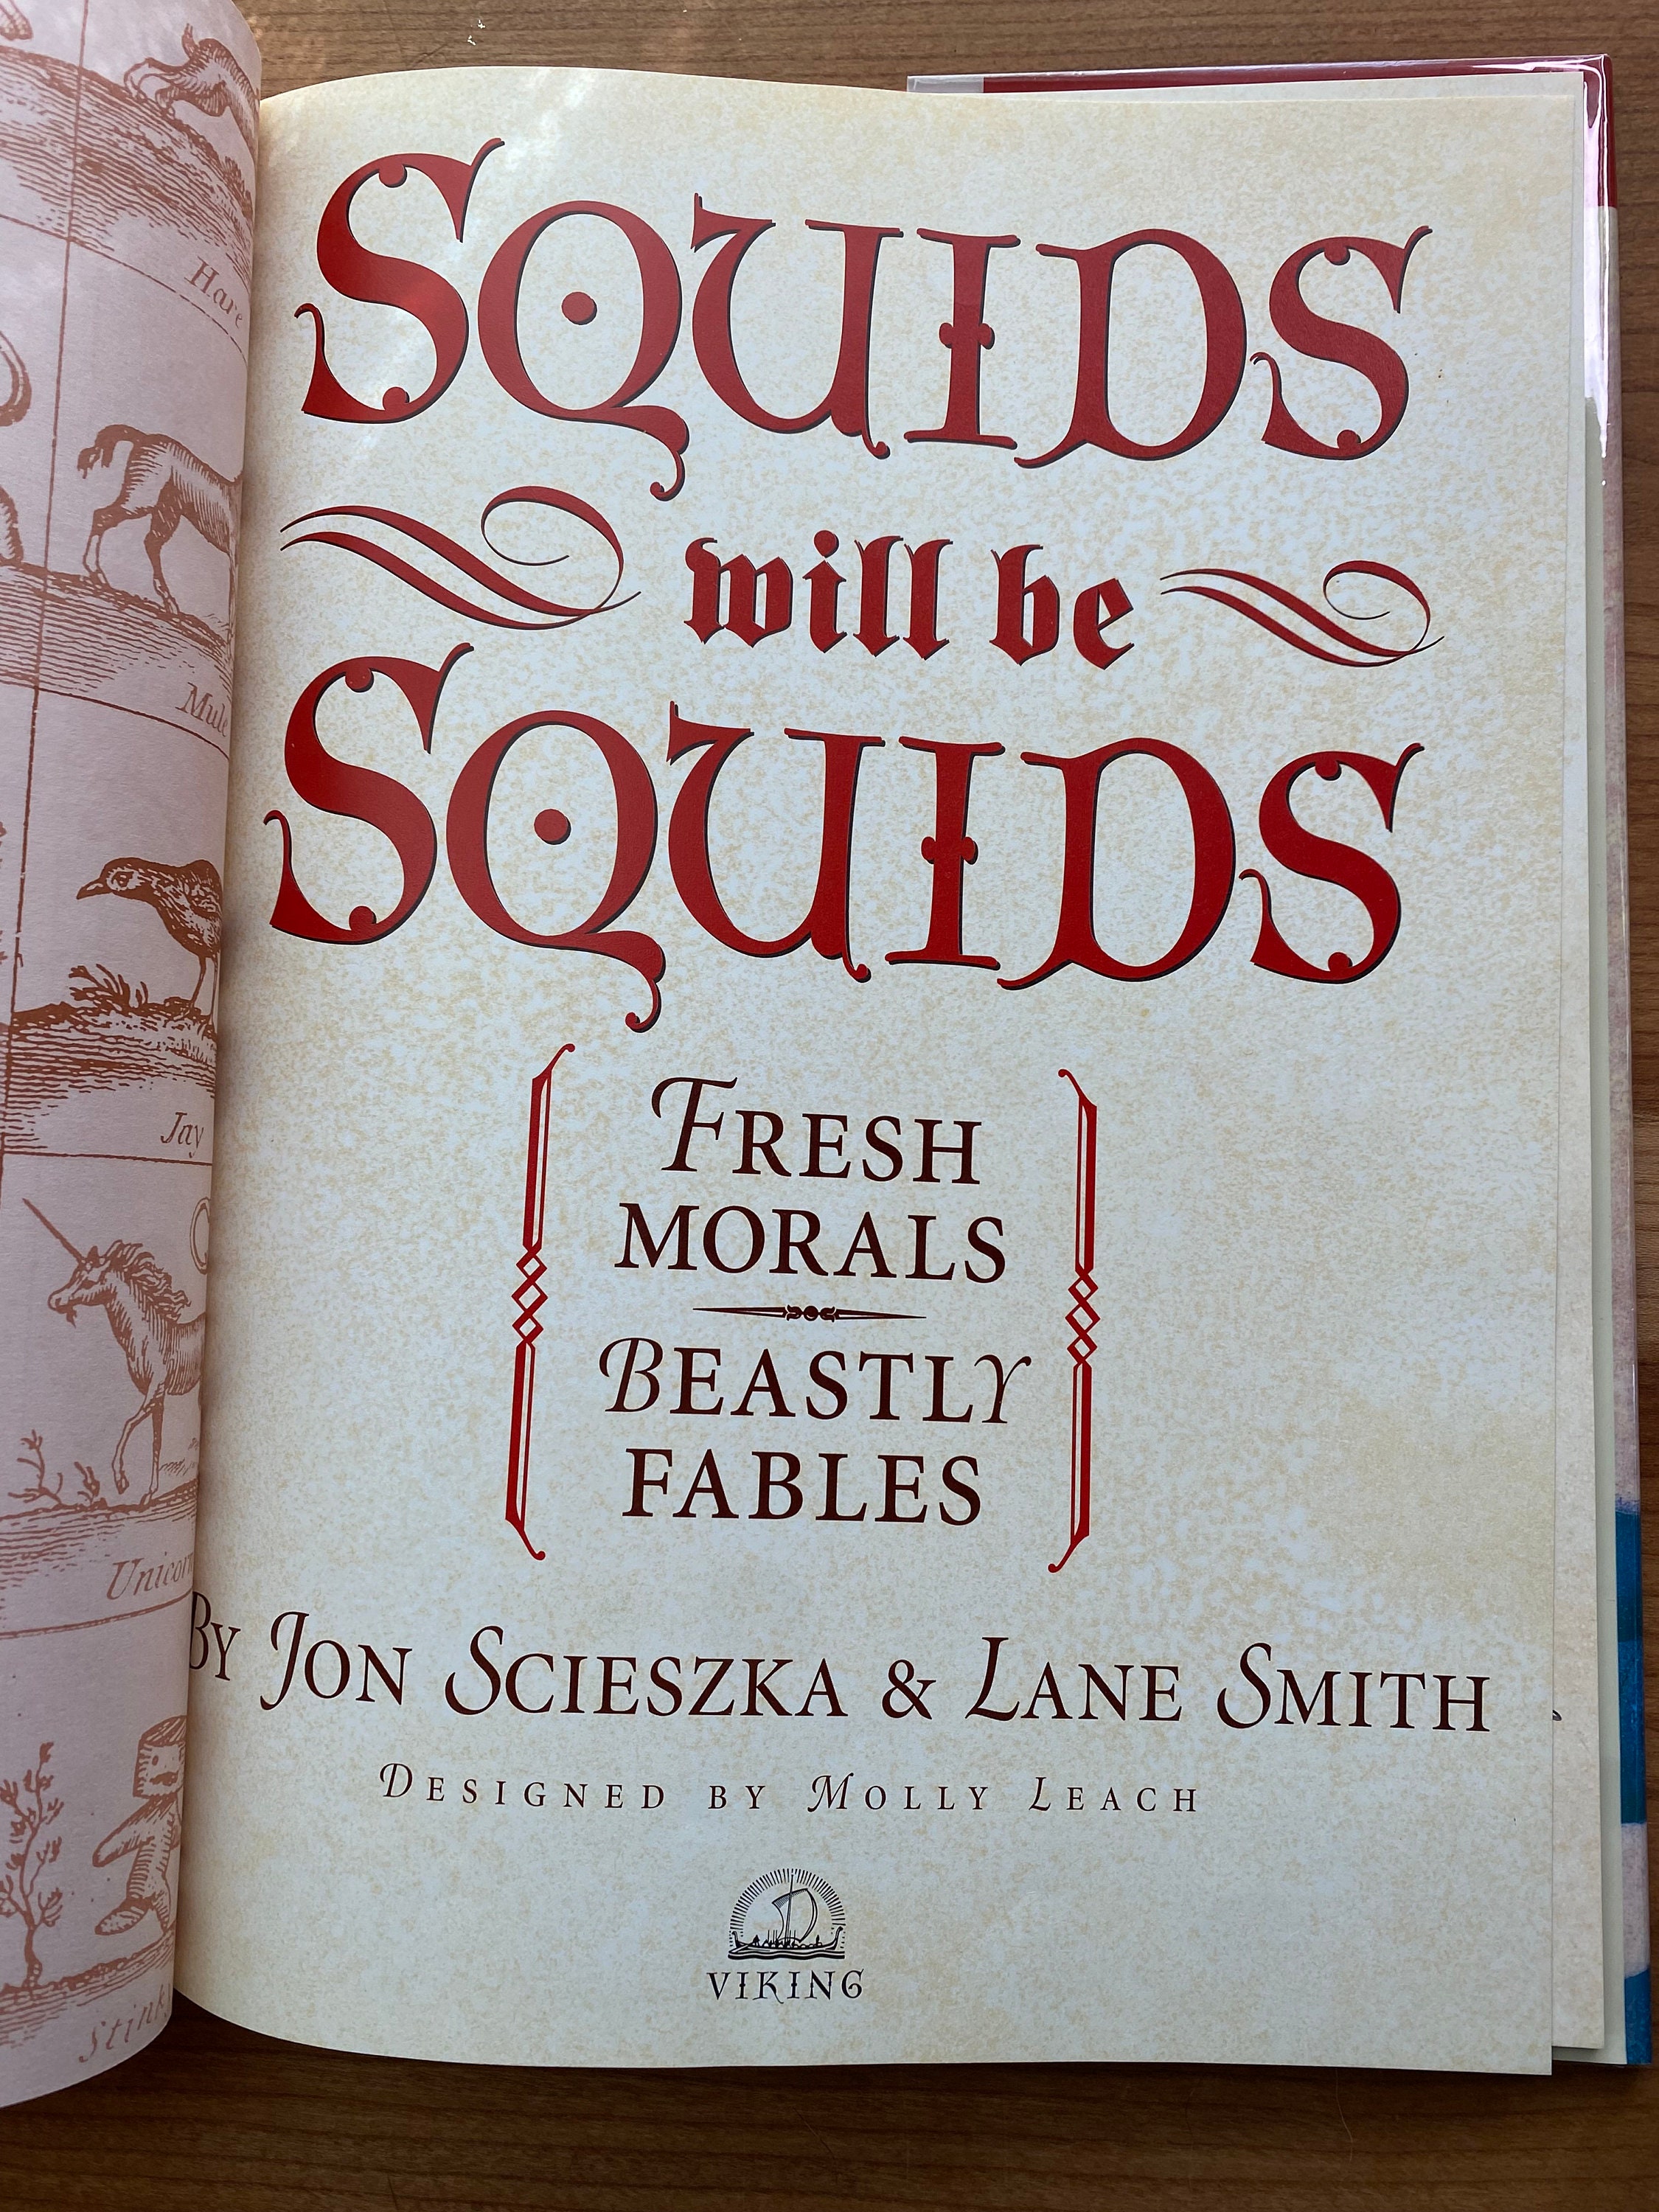 Hare
Mule
Jay
Unicorn
SQUIDS
will be
SQUIDS
FRESH
MORALS
BEASTLY
FABLES
BY JON SCIESZKA & LANE SMITH
DESIGNED BY MOLLY LEACH
VIKING